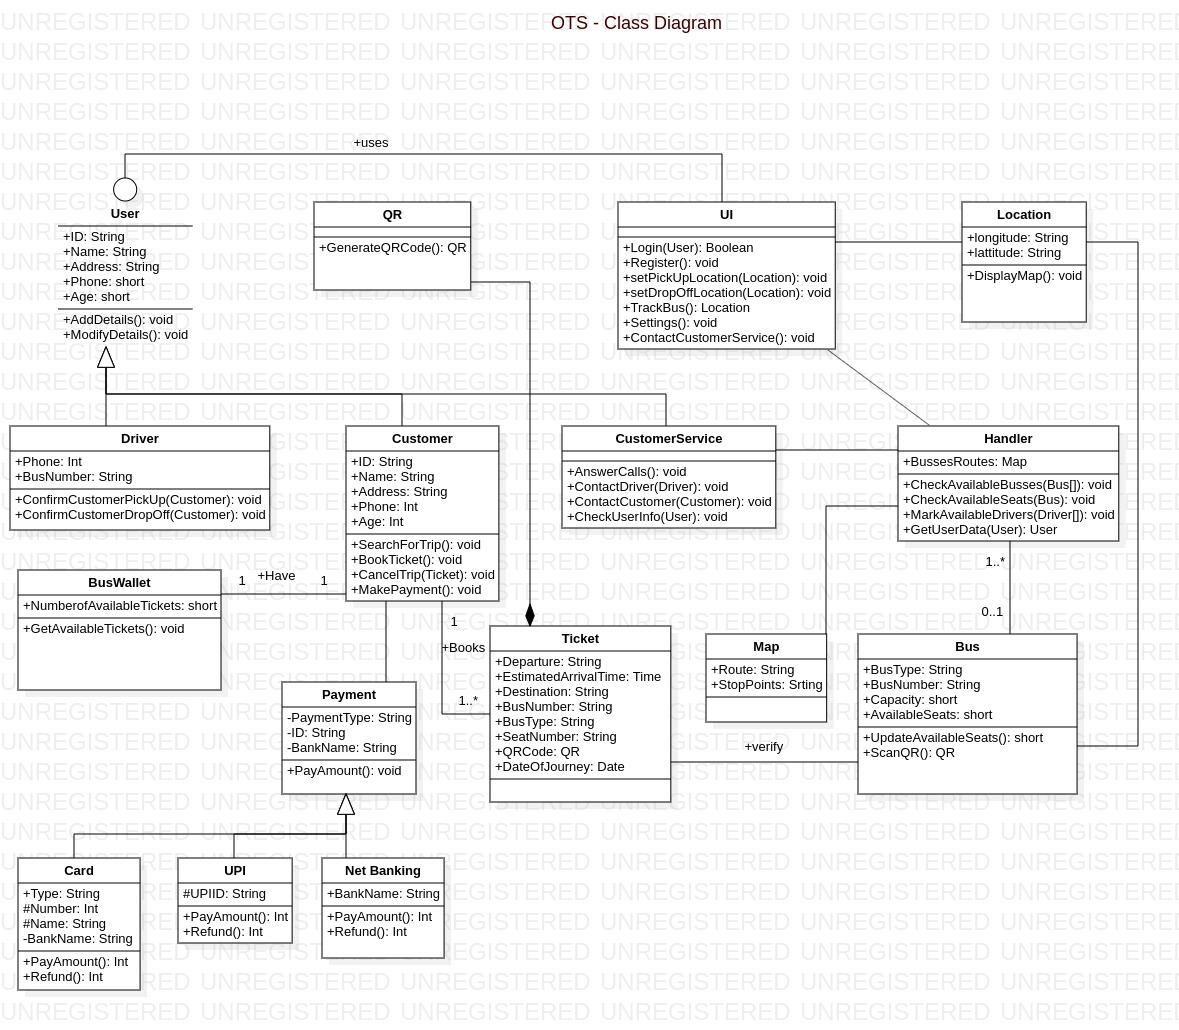 OTS - Class Diagram
+uses
User
+ID: String
+Name: String
+Address: String
+Phone: short
+Age: short
+AddDetails(): void
+ModifyDetails(): void
QR
+GenerateQRCode(): QR
UI
+Login(User): Boolean
+Register(): void
+setPickUpLocation(Location): void
+setDropOffLocation(Location): void
+TrackBus(): Location
+Settings(): void
+ContactCustomerService(): void
Location
+longitude: String
+lattitude: String
+DisplayMap(): void
Driver
+Phone: Int
+BusNumber: String
+ConfirmCustomerPickUp(Customer): void
+ConfirmCustomerDropOff(Customer): void
Customer
+ID: String
+Name: String
+Address: String
+Phone: Int
+Age: Int
+SearchForTrip(): void
+BookTicket(): void
+CancelTrip(Ticket): void
+MakePayment(): void
CustomerService
+AnswerCalls(): void
+ContactDriver(Driver): void
+ContactCustomer(Customer): void
+CheckUserInfo(User): void
Handler
+BussesRoutes: Map
+CheckAvailableBusses(Bus[]): void
+CheckAvailableSeats(Bus): void
+MarkAvailableDrivers(Driver[]): void
+GetUserData(User): User
1..*
0..1
BusWallet
+NumberofAvailableTickets: short
+GetAvailableTickets(): void
1 +Have 1
1
+Books
1..*
Payment
-PaymentType: String
-ID: String
-BankName: String
+PayAmount(): void
Ticket
+Departure: String
+EstimatedArrivalTime: Time
+Destination: String
+BusNumber: String
+BusType: String
+SeatNumber: String
+QRCode: QR
+DateOfJourney: Date
Map
+Route: String
+StopPoints: Srting
+verify
Bus
+BusType: String
+BusNumber: String
+Capacity: short
+AvailableSeats: short
+UpdateAvailableSeats(): short
+ScanQR(): QR
Card
+Type: String
#Number: Int
#Name: String
-BankName: String
+PayAmount(): Int
+Refund(): Int
UPI
#UPIID: String
+PayAmount(): Int
+Refund(): Int
Net Banking
+BankName: String
+PayAmount(): Int
+Refund(): Int
UNREGISTERED